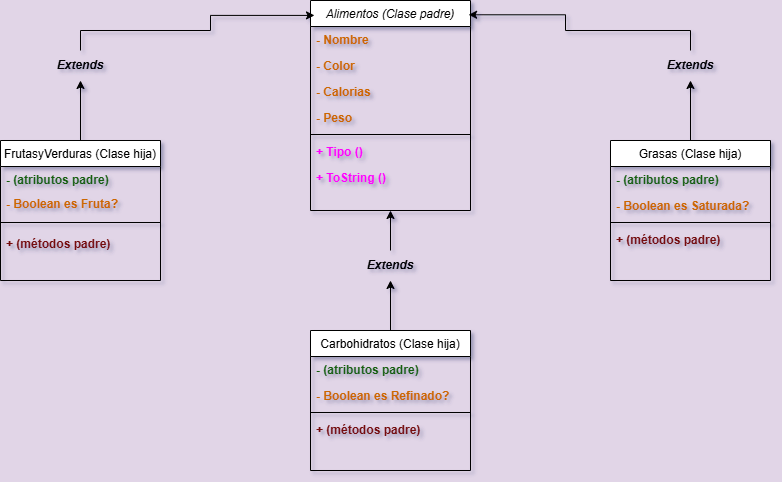 Alimentos (Clase padre)
- Nombre
- Color
- Calorias
- Peso
+ Tipo ()
+ ToString ()
Extends
FrutasyVerduras (Clase hija)
- (atributos padre)
- Boolean es Fruta?
+ (métodos padre)
Extends
Grasas (Clase hija)
- (atributos padre)
- Boolean es Saturada?
+ (métodos padre)
Extends
Carbohidratos (Clase hija)
- (atributos padre)
- Boolean es Refinado?
+ (métodos padre)